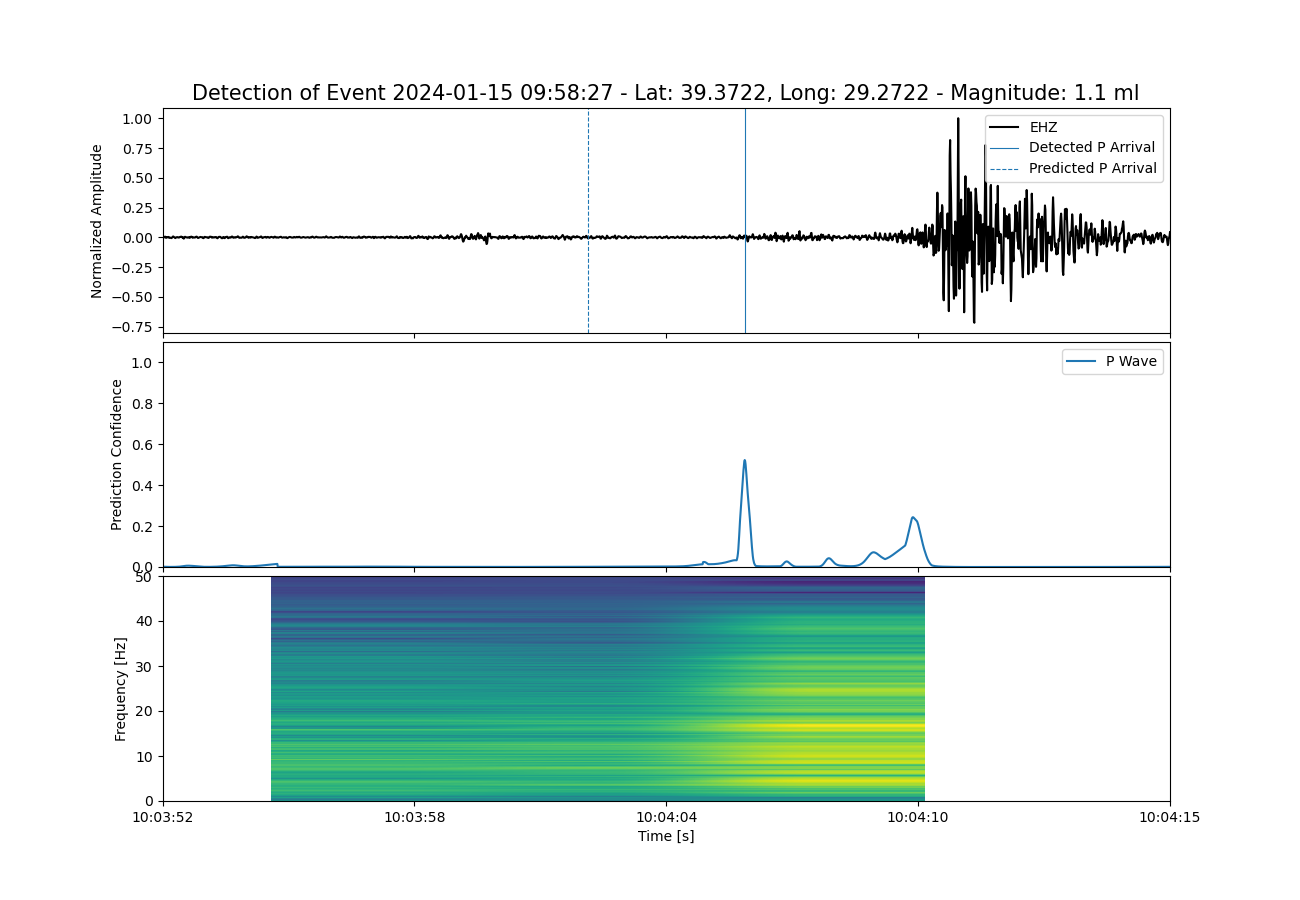 Detection of Event 2024-01-15 09:58:27 - Lat: 39.3722, Long: 29.2722 - Magnitude: 1.1 ml
Normalized Amplitude
1.00
0.75
0.50
0.25
0.00
−0.25
−0.50
−0.75
EHZ
Detected P Arrival
Predicted P Arrival
Prediction Confidence
1.0
0.8
0.6
0.4
0.2
0.0
P Wave
Frequency [Hz]
50
40
30
20
10
0
10:03:52
10:03:58
10:04:04
10:04:10
10:04:15
Time [s]